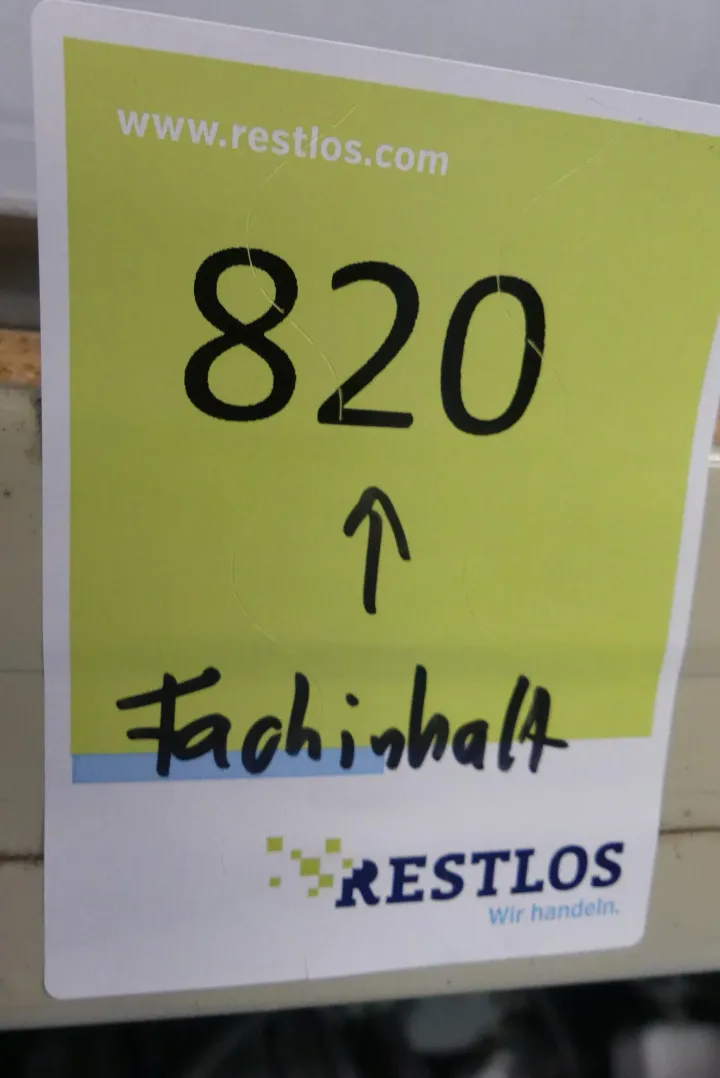 www.restlos.com
820
↑
Fachinhalt
RESTLOS
Wir handeln.